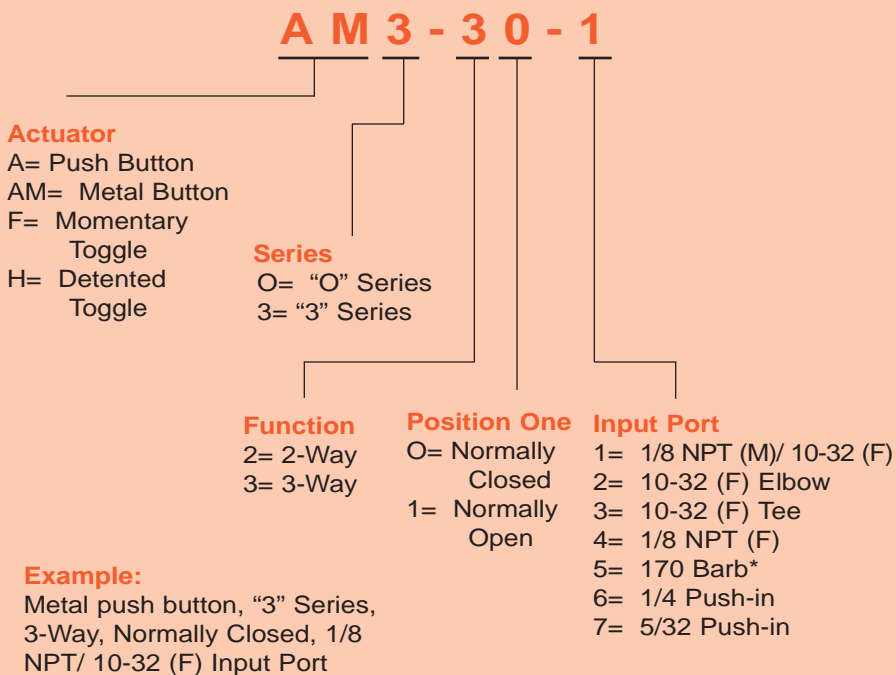 A M 3 - 3 0 - 1
Actuator
A= Push Button
AM= Metal Button
F= Momentary
Toggle
H= Detented
Toggle
Series
O= “O” Series
3= “3” Series
Function
2= 2-Way
3= 3-Way
Position One
O= Normally
Closed
1= Normally
Open
Input Port
1= 1/8 NPT (M)/ 10-32 (F)
2= 10-32 (F) Elbow
3= 10-32 (F) Tee
4= 1/8 NPT (F)
5= 170 Barb*
6= 1/4 Push-in
7= 5/32 Push-in
Example:
Metal push button, “3” Series,
3-Way, Normally Closed, 1/8
NPT/ 10-32 (F) Input Port